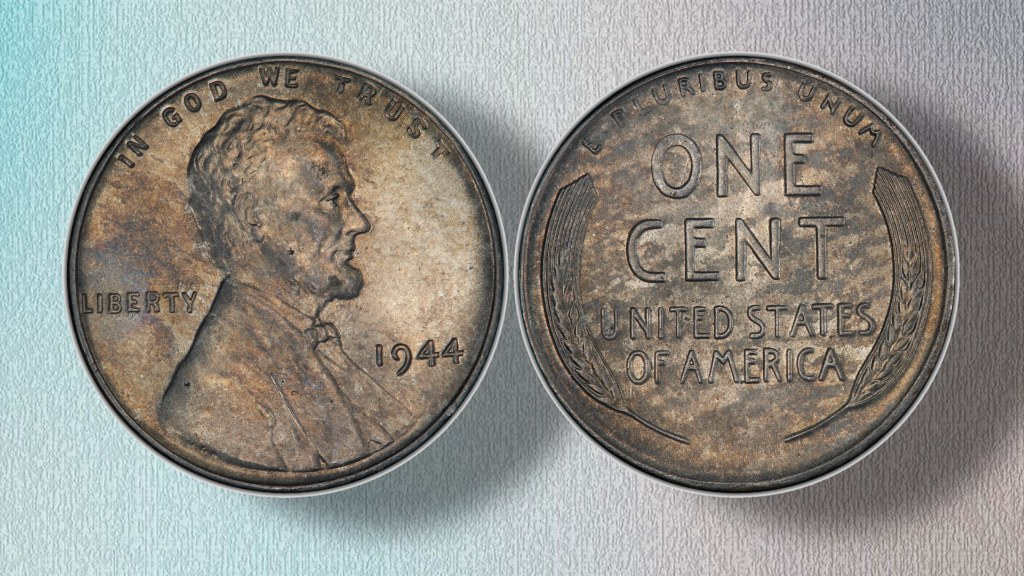 IN GOD WE TRUST
LIBERTY
1944
E PLURIBUS UNUM
ONE
CENT
UNITED STATES
OF AMERICA